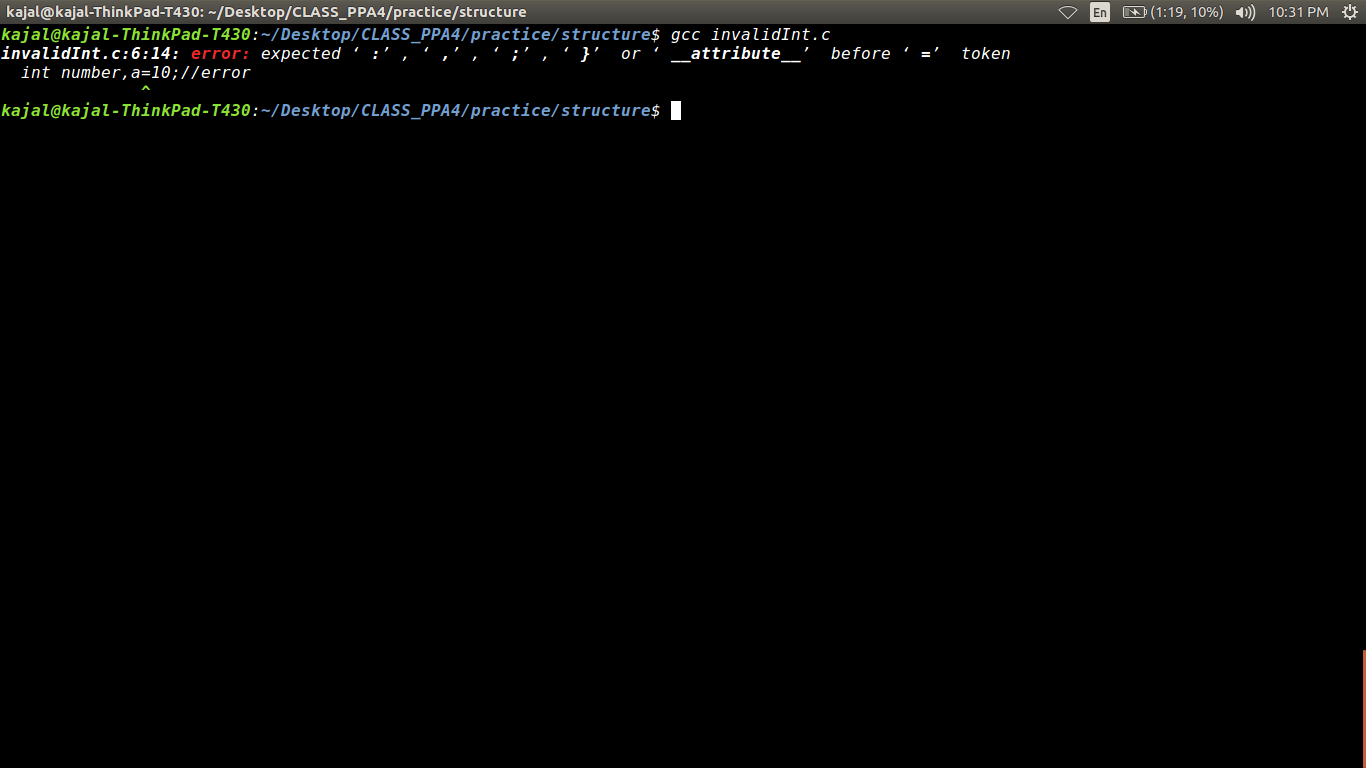 kajal@kajal-ThinkPad-T430: ~/Desktop/CLASS_PPA4/practice/structure En (1:19, 10%) 10:31 PM
kajal@kajal-ThinkPad-T430:~/Desktop/CLASS_PPA4/practice/structure$ gcc invalidInt.c
invalidInt.c:6:14: error: expected ‘ :’ , ‘ ,’ , ‘ ;’ , ‘ }’ or ‘ __attribute__’ before ‘ =’ token
int number,a=10;//error
^
kajal@kajal-ThinkPad-T430:~/Desktop/CLASS_PPA4/practice/structure$